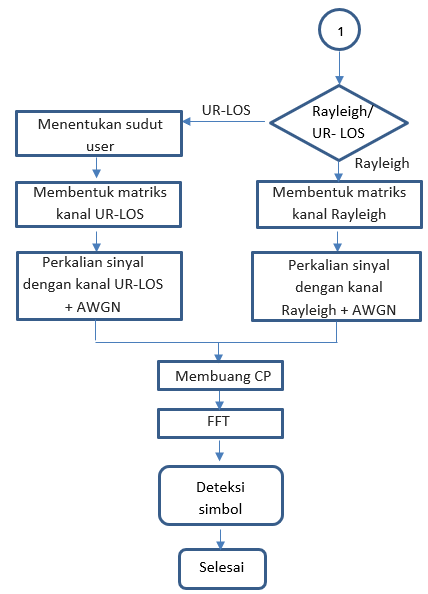 1
Rayleigh/
UR- LOS
UR-LOS
Rayleigh
Menentukan sudut
user
Membentuk matriks
kanal UR-LOS
Membentuk matriks
kanal Rayleigh
Perkalian sinyal
dengan kanal UR-LOS
+ AWGN
Perkalian sinyal
dengan kanal
Rayleigh + AWGN
Membuang CP
FFT
Deteksi
simbol
Selesai